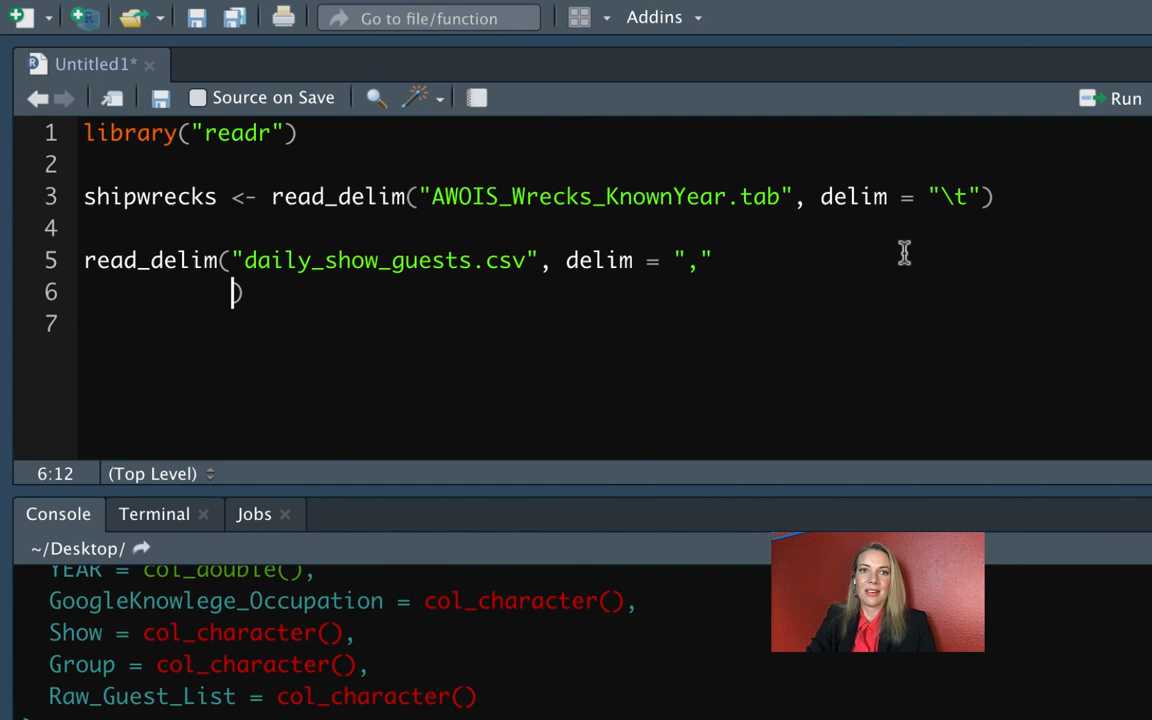 Go to file/function
Addins
Untitled1*
Source on Save
Run
1 library("readr")
2
3 shipwrecks <- read_delim("AWOIS_Wrecks_KnownYear.tab", delim = "\t")
4
5 read_delim("daily_show_guests.csv", delim = ","
6 )
7
6:12 (Top Level)
Console Terminal Jobs
~/Desktop/
YEAR = col_double(),
GoogleKnowlege_Occupation = col_character(),
Show = col_character(),
Group = col_character(),
Raw_Guest_List = col_character()